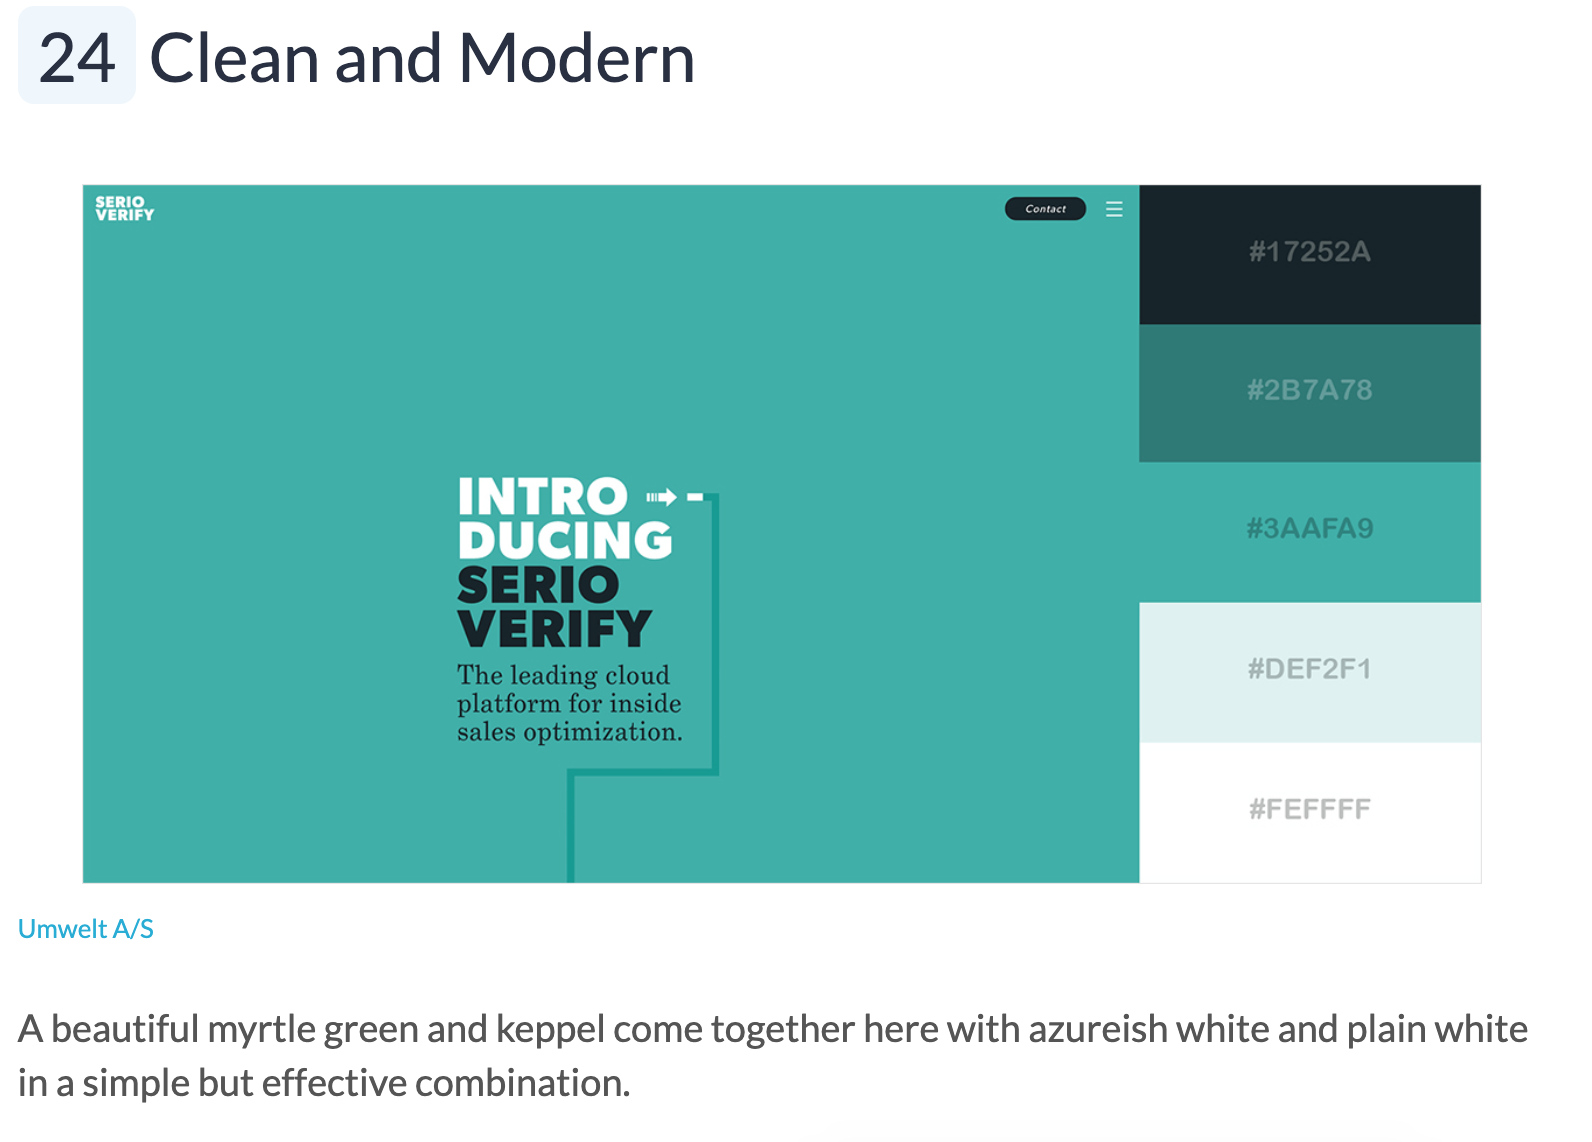 24 Clean and Modern
SERIO
VERIFY
Contact
#17252A
#2B7A78
#3AAFA9
#DEF2F1
#FEFFFF
INTRO
DUCING
SERIO
VERIFY
The leading cloud
platform for inside
sales optimization.
Umwelt A/S
A beautiful myrtle green and keppel come together here with azureish white and plain white
in a simple but effective combination.